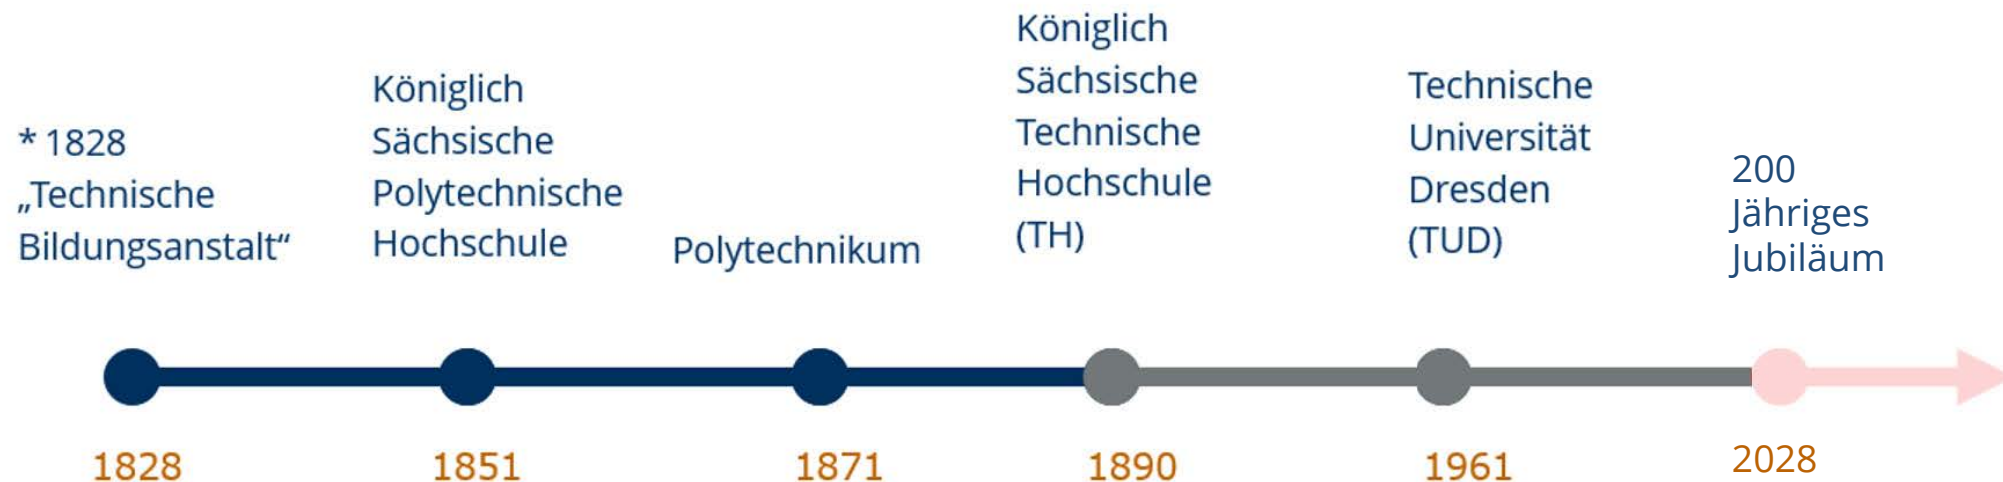 * 1828
„Technische
Bildungsanstalt“
Königlich
Sächsische
Polytechnische
Hochschule
Polytechnikum
Königlich
Sächsische
Technische
Hochschule
(TH)
Technische
Universität
Dresden
(TUD)
200
Jähriges
Jubiläum
1828
1851
1871
1890
1961
2028